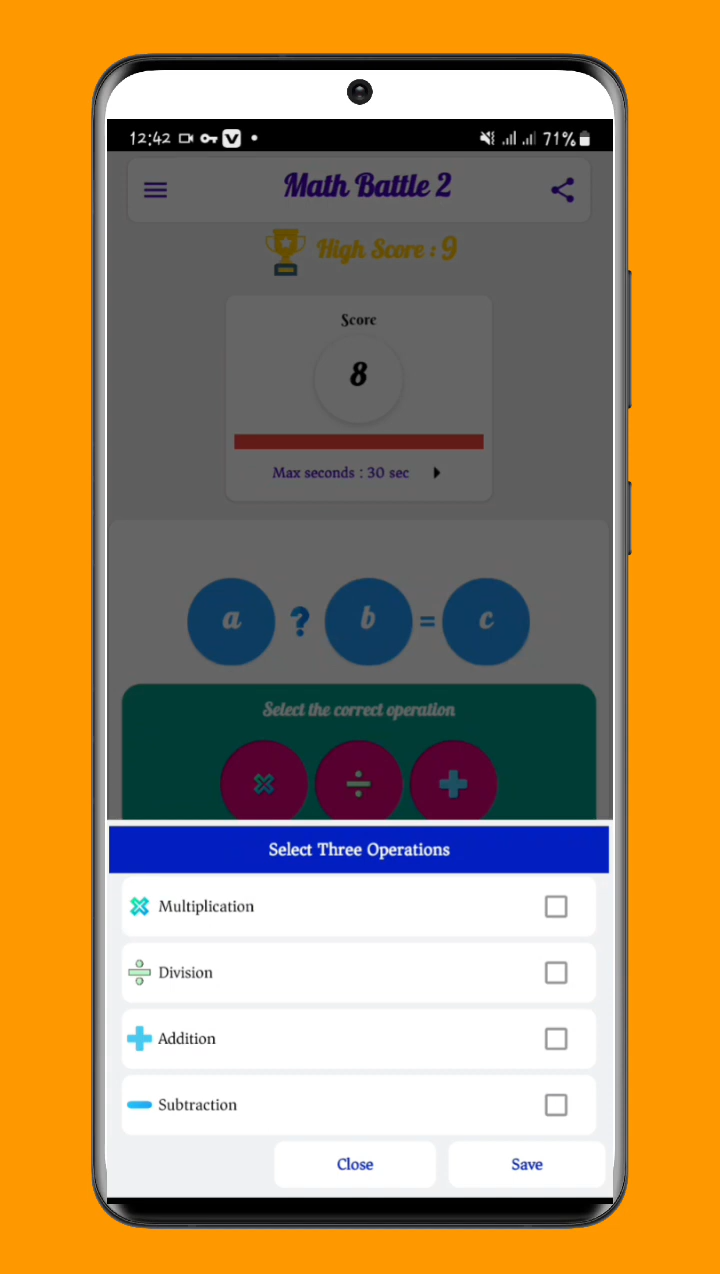 12:42 71%
Math Battle 2
High Score : 9
Score
8
Max seconds : 30 sec
a ? b = c
Select the correct operation
× ÷ +
Select Three Operations
Multiplication
Division
Addition
Subtraction
Close Save